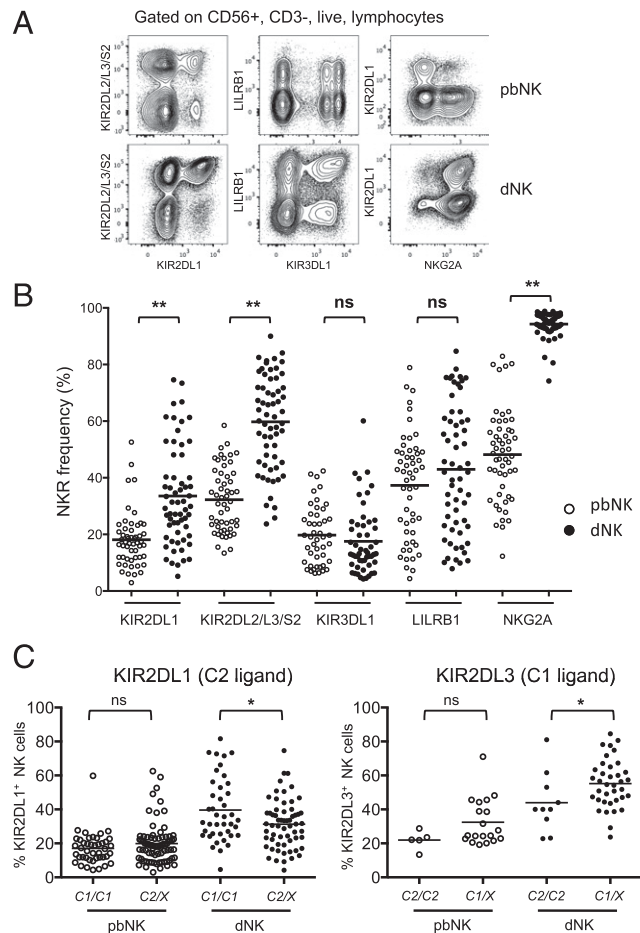 A
Gated on CD56+, CD3-, live, lymphocytes
KIR2DL2/L3/S2
LILRB1
KIR2DL1
pbNK
KIR2DL2/L3/S2
LILRB1
KIR2DL1
dNK
KIR2DL1
KIR3DL1
NKG2A
B
** ** ns ns **
NKR frequency (%)
100
80
60
40
20
0
pbNK
dNK
KIR2DL1 KIR2DL2/L3/S2 KIR3DL1 LILRB1 NKG2A
C
KIR2DL1 (C2 ligand)
ns *
% KIR2DL1+ NK cells
100
80
60
40
20
0
C1/C1 C2/X C1/C1 C2/X
pbNK dNK
KIR2DL3 (C1 ligand)
ns *
% KIR2DL3+ NK cells
100
80
60
40
20
0
C2/C2 C1/X C2/C2 C1/X
pbNK dNK